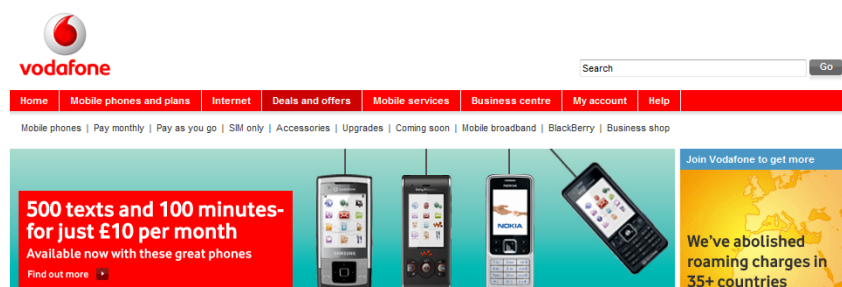 vodafone
Search Go
Home Mobile phones and plans Internet Deals and offers Mobile services Business centre My account Help
Mobile phones | Pay monthly | Pay as you go | SIM only | Accessories | Upgrades | Coming soon | Mobile broadband | BlackBerry | Business shop
Join Vodafone to get more
500 texts and 100 minutes-
for just £10 per month
Available now with these great phones
Find out more
SAMSUNG
NOKIA
NOKIA
We've abolished
roaming charges in
35+ countries